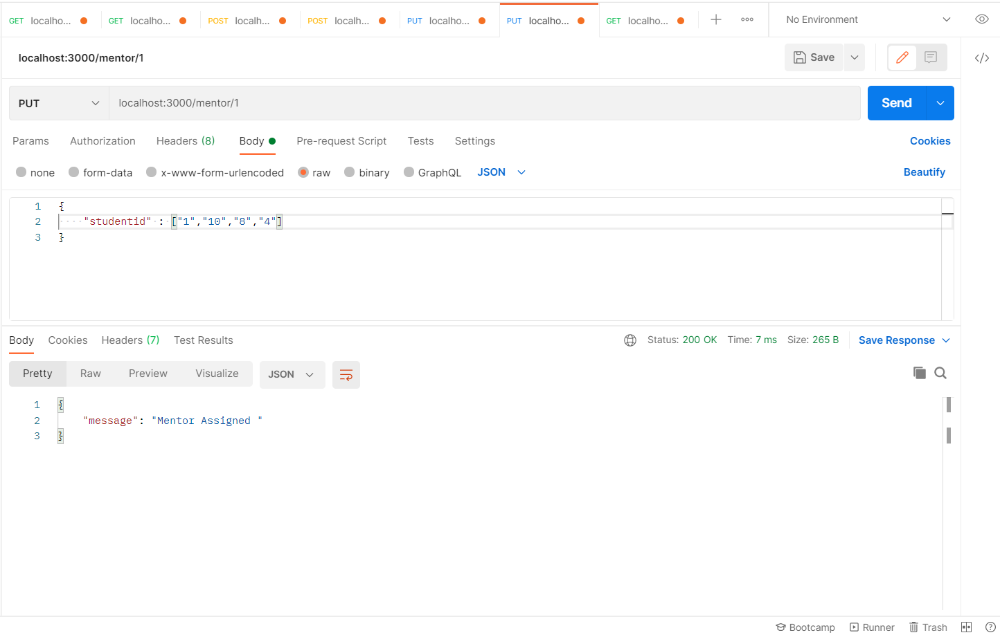 GET localho... GET localho... POST localh... POST localh... PUT localho... PUT localho... GET localho... No Environment
localhost:3000/mentor/1 Save
PUT localhost:3000/mentor/1 Send
Params Authorization Headers (8) Body Pre-request Script Tests Settings Cookies
none form-data x-www-form-urlencoded raw binary GraphQL JSON Beautify
1 {
2 "studentid" : ["1","10","8","4"]
3 }
Body Cookies Headers (7) Test Results Status: 200 OK Time: 7 ms Size: 265 B Save Response
Pretty Raw Preview Visualize JSON
1 {
2 "message": "Mentor Assigned "
3 }
Bootcamp Runner Trash